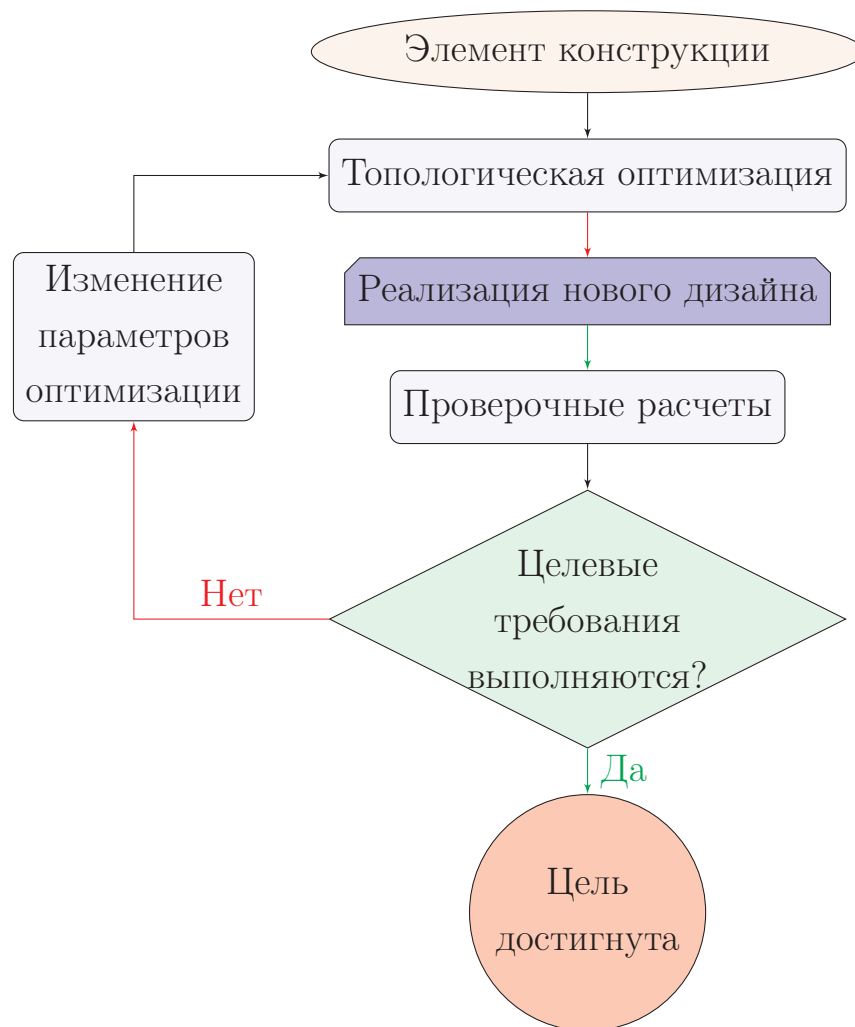 Элемент конструкции
Топологическая оптимизация
Изменение
параметров
оптимизации
Реализация нового дизайна
Проверочные расчеты
Целевые
требования
выполняются?
Нет
Да
Цель
достигнута